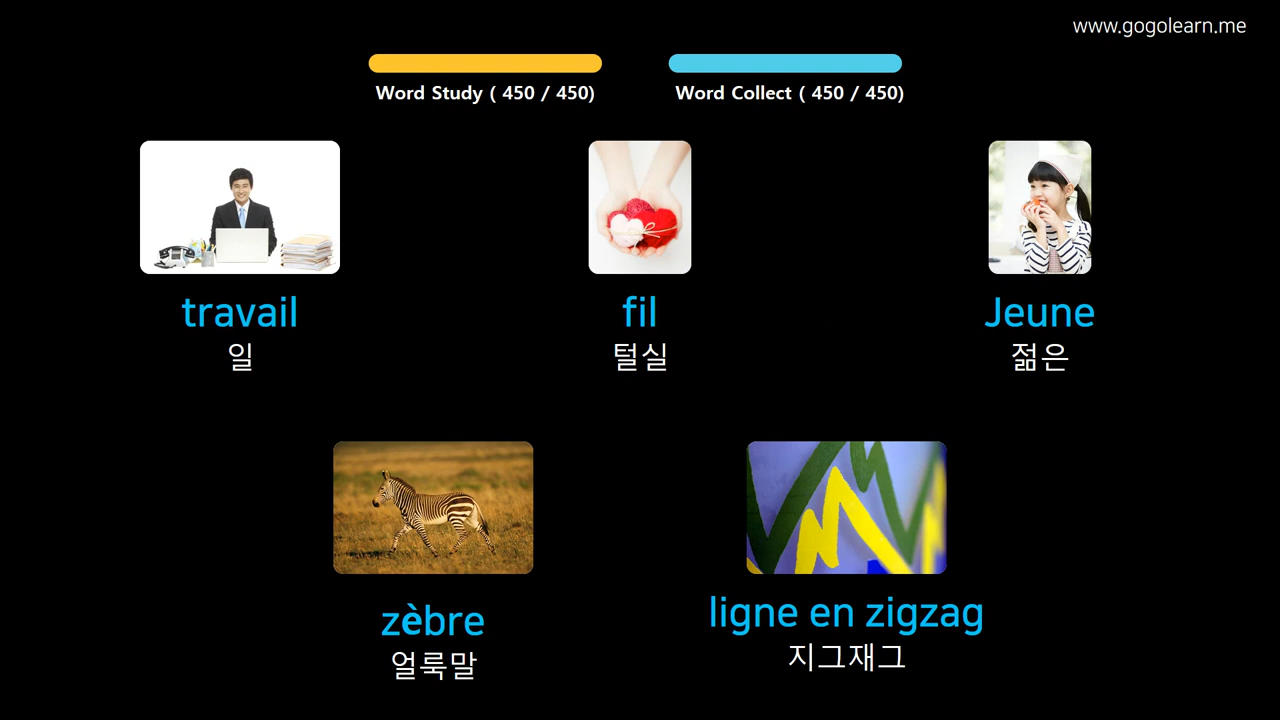 www.gogolearn.me
Word Study ( 450 / 450)
Word Collect ( 450 / 450)
travail
일
fil
털실
Jeune
젊은
zèbre
얼룩말
ligne en zigzag
지그재그